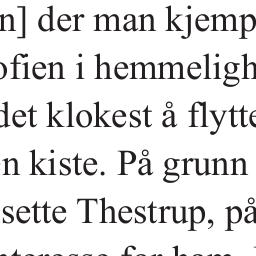 n] der man kjemp
ofien i hemmeligh
det klokest å flytte
n kiste. På grunn
sette Thestrup, på
nteresse for ham.